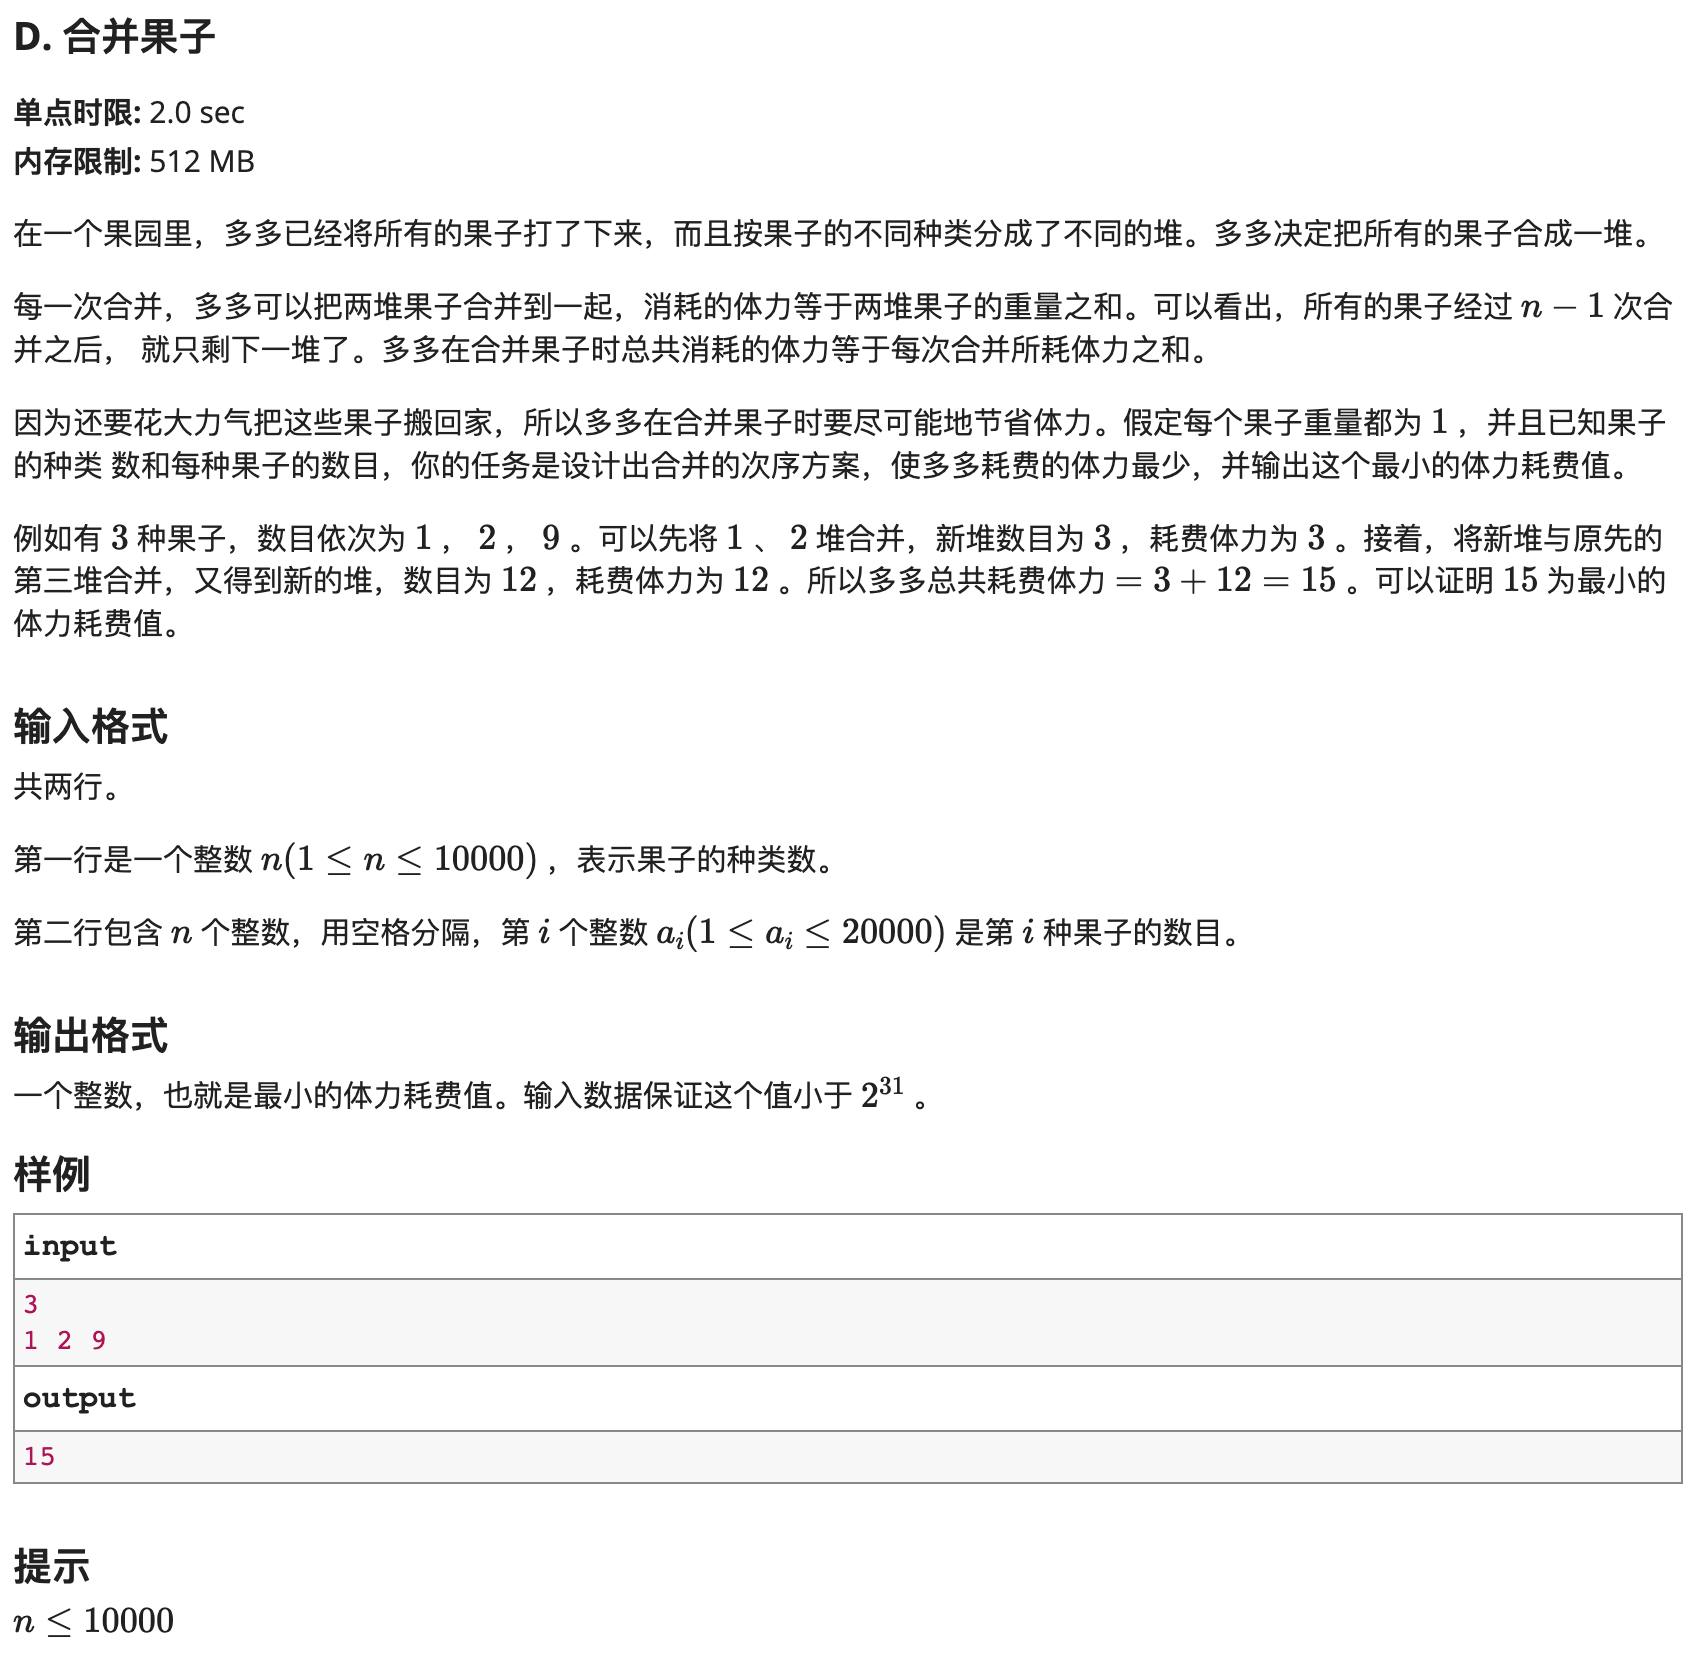 D. 合并果子
单点时限: 2.0 sec
内存限制: 512 MB
在一个果园里，多多已经将所有的果子打了下来，而且按果子的不同种类分成了不同的堆。多多决定把所有的果子合成一堆。
每一次合并，多多可以把两堆果子合并到一起，消耗的体力等于两堆果子的重量之和。可以看出，所有的果子经过 n − 1 次合
并之后， 就只剩下一堆了。多多在合并果子时总共消耗的体力等于每次合并所耗体力之和。
因为还要花大力气把这些果子搬回家，所以多多在合并果子时要尽可能地节省体力。假定每个果子重量都为 1 ，并且已知果子
的种类 数和每种果子的数目，你的任务是设计出合并的次序方案，使多多耗费的体力最少，并输出这个最小的体力耗费值。
例如有 3 种果子，数目依次为 1 ， 2 ， 9 。可以先将 1 、 2 堆合并，新堆数目为 3 ，耗费体力为 3 。接着，将新堆与原先的
第三堆合并，又得到新的堆，数目为 12 ，耗费体力为 12 。所以多多总共耗费体力 = 3 + 12 = 15 。可以证明 15 为最小的
体力耗费值。
输入格式
共两行。
第一行是一个整数 n(1 ≤ n ≤ 10000) ，表示果子的种类数。
第二行包含 n 个整数，用空格分隔，第 i 个整数 aᵢ(1 ≤ aᵢ ≤ 20000) 是第 i 种果子的数目。
输出格式
一个整数，也就是最小的体力耗费值。输入数据保证这个值小于 2³¹ 。
样例
input
3
1 2 9
output
15
提示
n ≤ 10000